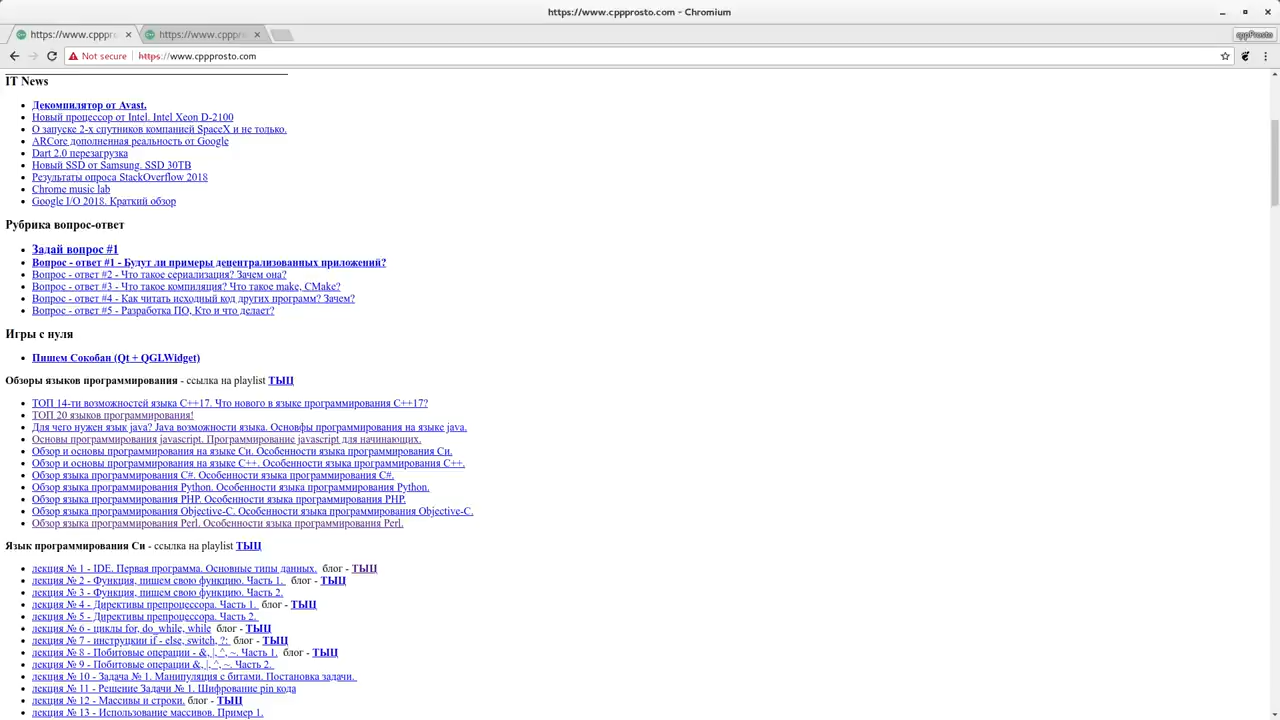 https://www.cppprosto.com - Chromium
https://www.cppp
https://www.cppp
cppProsto
Not secure https://www.cppprosto.com
IT News
Декомпилятор от Avast.
Новый процессор от Intel. Intel Xeon D-2100
О запуске 2-х спутников компанией SpaceX и не только.
ARCore дополненная реальность от Google
Dart 2.0 перезагрузка
Новый SSD от Samsung. SSD 30TB
Результаты опроса StackOverflow 2018
Chrome music lab
Google I/O 2018. Краткий обзор
Рубрика вопрос-ответ
Задай вопрос #1
Вопрос - ответ #1 - Будут ли примеры децентрализованных приложений?
Вопрос - ответ #2 - Что такое сериализация? Зачем она?
Вопрос - ответ #3 - Что такое компиляция? Что такое make, CMake?
Вопрос - ответ #4 - Как читать исходный код других программ? Зачем?
Вопрос - ответ #5 - Разработка ПО, Кто и что делает?
Игры с нуля
Пишем Сокобан (Qt + QGLWidget)
Обзоры языков программирования - ссылка на playlist ТЫЦ
ТОП 14-ти возможностей языка C++17. Что нового в языке программирования C++17?
ТОП 20 языков программирования!
Для чего нужен язык java? Java возможности языка. Основфы программирования на языке java.
Основы программирования javascript. Программирование javascript для начинающих.
Обзор и основы программирования на языке Си. Особенности языка программирования Си.
Обзор и основы программирования на языке C++. Особенности языка программирования C++.
Обзор языка программирования C#. Особенности языка программирования C#.
Обзор языка программирования Python. Особенности языка программирования Python.
Обзор языка программирования PHP. Особенности языка программирования PHP.
Обзор языка программирования Objective-C. Особенности языка программирования Objective-C.
Обзор языка программирования Perl. Особенности языка программирования Perl.
Язык программирования Си - ссылка на playlist ТЫЦ
лекция № 1 - IDE. Первая программа. Основные типы данных. блог - ТЫЦ
лекция № 2 - Функция, пишем свою функцию. Часть 1. блог - ТЫЦ
лекция № 3 - Функция, пишем свою функцию. Часть 2.
лекция № 4 - Директивы препроцессора. Часть 1. блог - ТЫЦ
лекция № 5 - Директивы препроцессора. Часть 2.
лекция № 6 - циклы for, do_while, while блог - ТЫЦ
лекция № 7 - инструцкии if - else, switch, ?: блог - ТЫЦ
лекция № 8 - Побитовые операции - &, |, ^, ~. Часть 1. блог - ТЫЦ
лекция № 9 - Побитовые операции &, |, ^, ~. Часть 2.
лекция № 10 - Задача № 1. Манипуляция с битами. Постановка задачи.
лекция № 11 - Решение Задачи № 1. Шифрование pin кода
лекция № 12 - Массивы и строки. блог - ТЫЦ
лекция № 13 - Использование массивов. Пример 1.